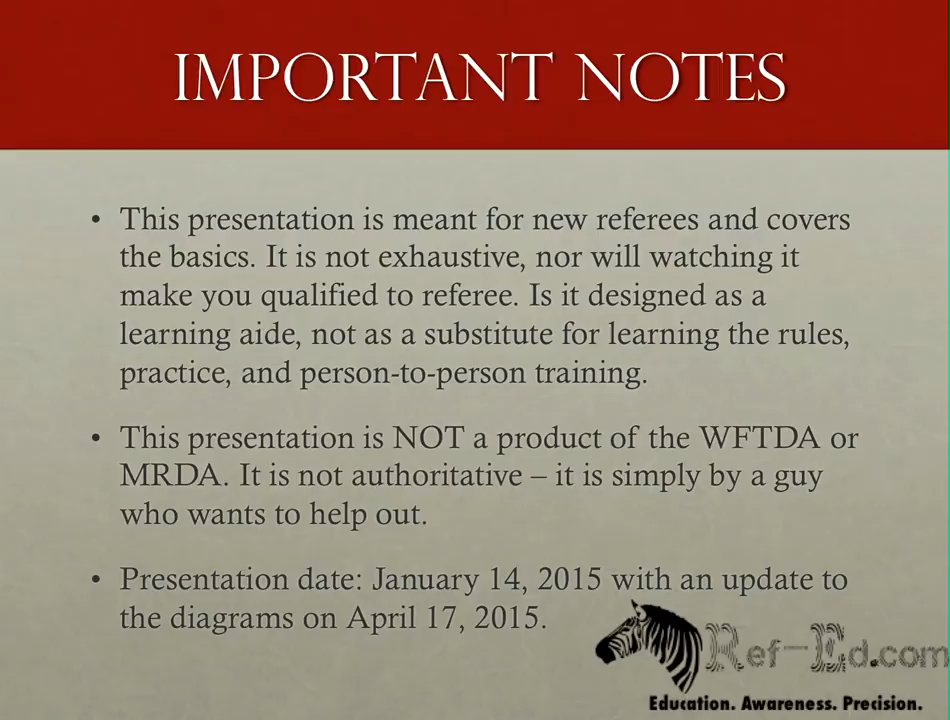 IMPORTANT NOTES
• This presentation is meant for new referees and covers
the basics. It is not exhaustive, nor will watching it
make you qualified to referee. Is it designed as a
learning aide, not as a substitute for learning the rules,
practice, and person-to-person training.
• This presentation is NOT a product of the WFTDA or
MRDA. It is not authoritative – it is simply by a guy
who wants to help out.
• Presentation date: January 14, 2015 with an update to
the diagrams on April 17, 2015.
Ref-Ed.com
Education. Awareness. Precision.